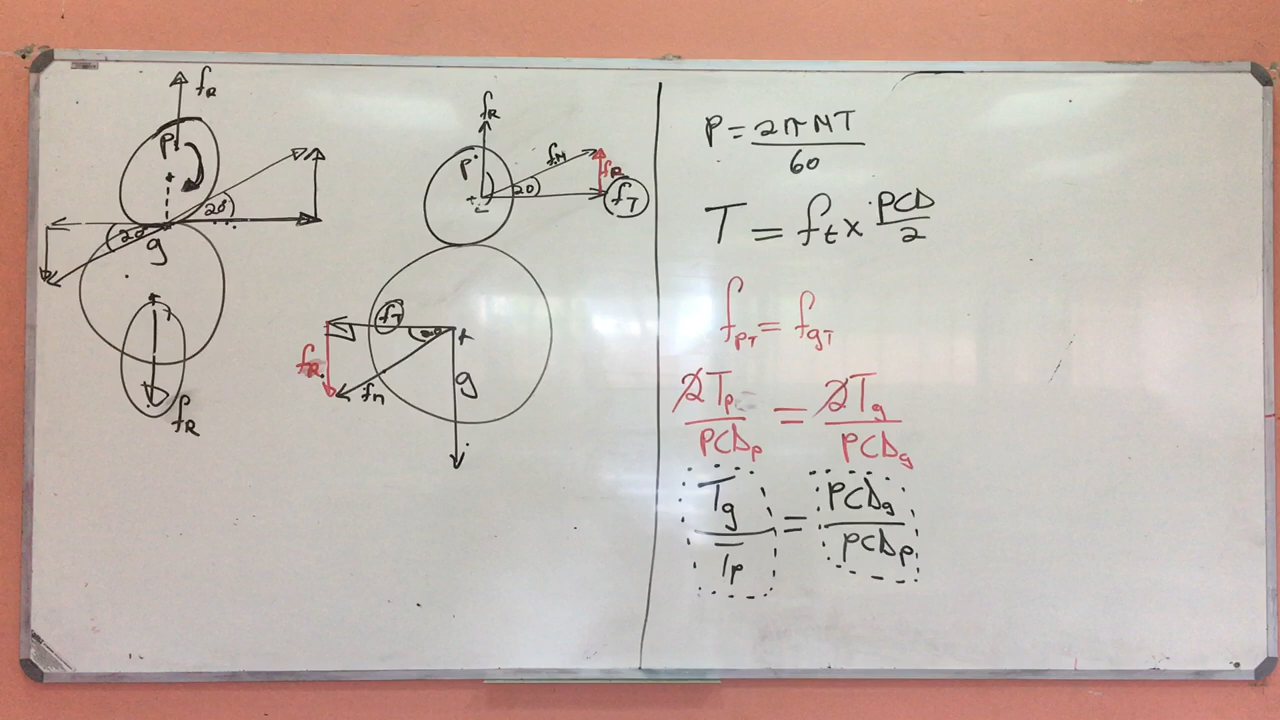 fR
P
20
20
g
fR
fR
P
fN
fR
20
fT
fT
20
fR
fn
g
P = 2πNT / 60
T = ft x PCD / 2
fpT = fgT
2Tp / PCDp = 2Tg / PCDg
Tg / Tp = PCDg / PCDp